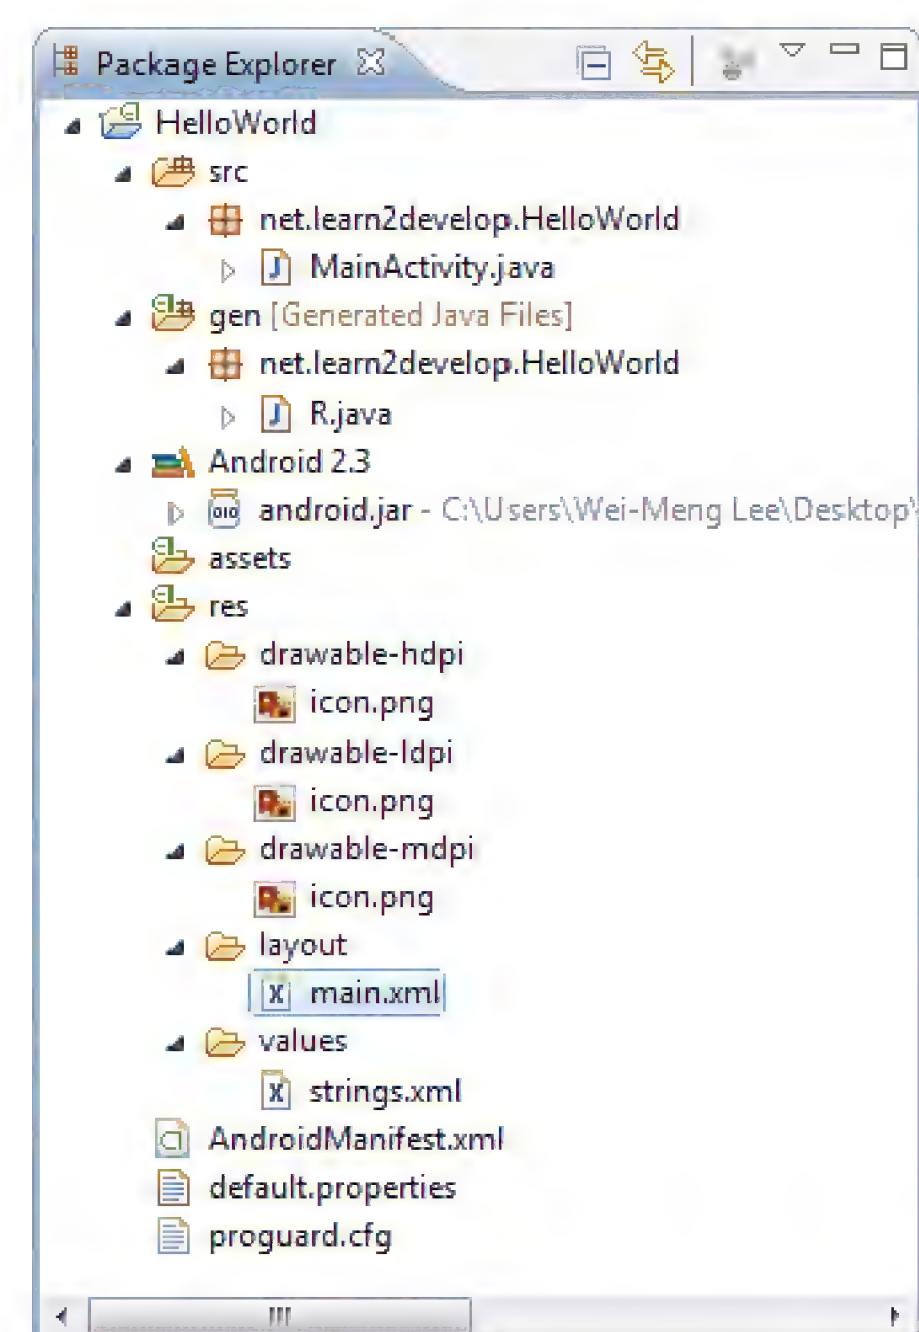 Package Explorer
HelloWorld
src
net.learn2develop.HelloWorld
MainActivity.java
gen [Generated Java Files]
net.learn2develop.HelloWorld
R.java
Android 2.3
android.jar - C:\Users\Wei-Meng Lee\Desktop\
assets
res
drawable-hdpi
icon.png
drawable-ldpi
icon.png
drawable-mdpi
icon.png
layout
main.xml
values
strings.xml
AndroidManifest.xml
default.properties
proguard.cfg